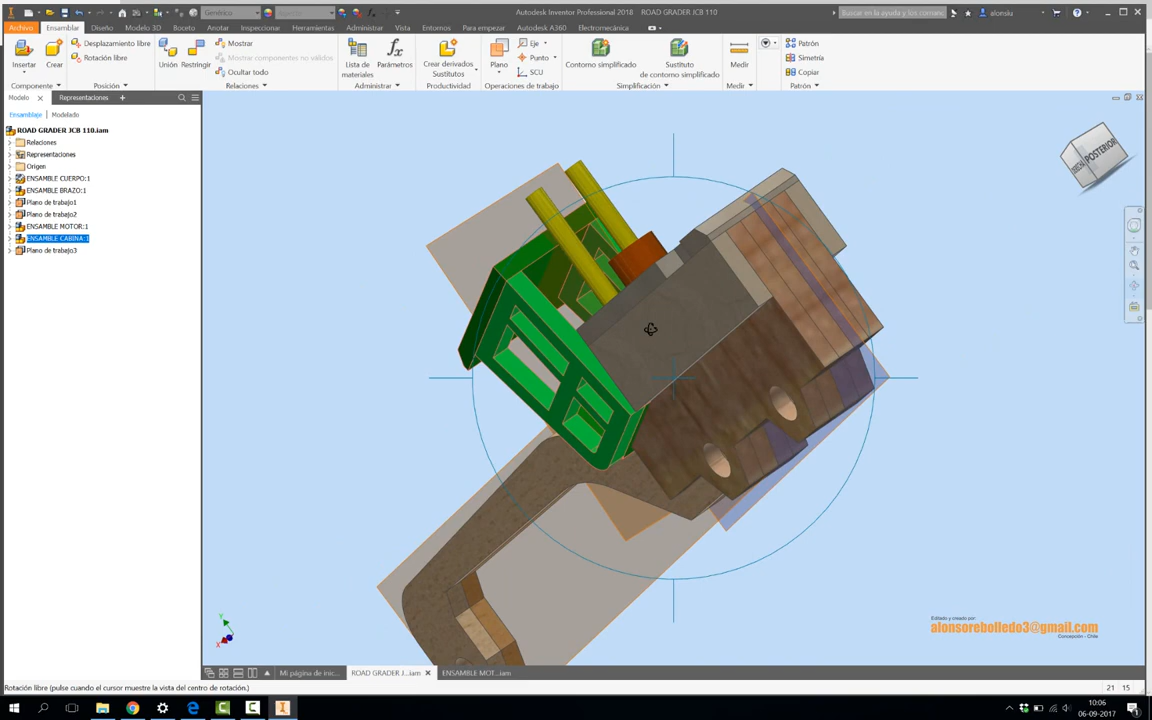 Genérico
Autodesk Inventor Professional 2018 ROAD GRADER JCB 110
Buscar en la ayuda y los comanc
alonsiu
Archivo Ensamblar Diseño Modelo 3D Boceto Anotar Inspeccionar Herramientas Administrar Vista Entornos Para empezar Autodesk A360 Electromecánica
Insertar Crear
Desplazamiento libre
Rotación libre
Unión Restringir
Mostrar
Mostrar componentes no válidos
Ocultar todo
Lista de materiales
Parámetros
Crear derivados Sustitutos
Plano
Eje
Punto
SCU
Contorno simplificado
Sustituto de contorno simplificado
Medir
Patrón
Simetría
Copiar
Componente Posición Relaciones Administrar Productividad Operaciones de trabajo Simplificación Medir Patrón
Modelo Representaciones
Ensamblaje Modelado
ROAD GRADER JCB 110.iam
Relaciones
Representaciones
Origen
ENSAMBLE CUERPO:1
ENSAMBLE BRAZO:1
Plano de trabajo1
Plano de trabajo2
ENSAMBLE MOTOR:1
ENSAMBLE CABINA:1
Plano de trabajo3
POSTERIOR
Editado y creado por:
alonsorebolledo3@gmail.com
Concepción - Chile
Y
X
Mi página de inic... ROAD GRADER J...iam ENSAMBLE MOT...iam
Rotación libre (pulse cuando el cursor muestre la vista del centro de rotación.)
21 15
10:06
06-09-2017